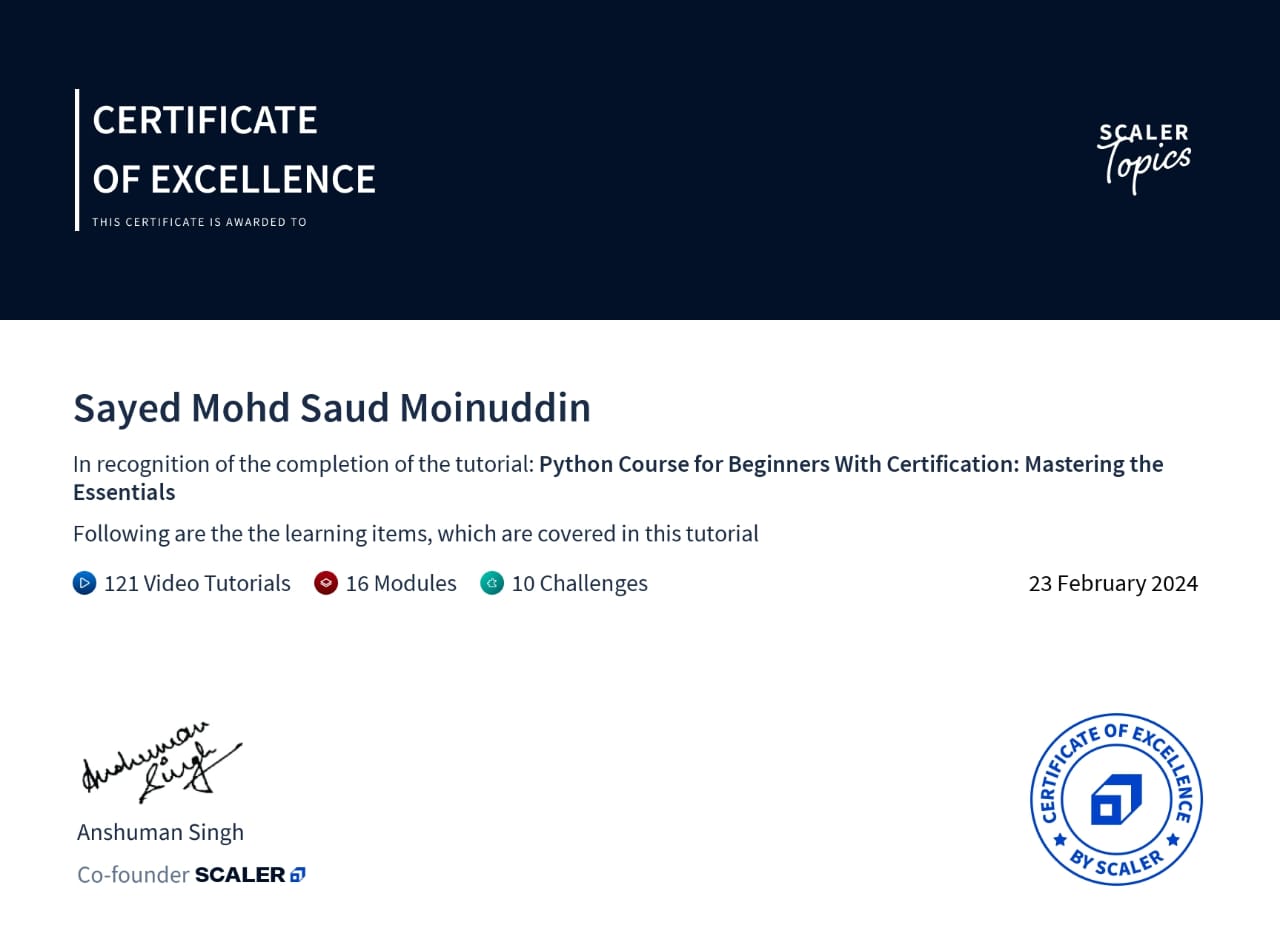 CERTIFICATE
OF EXCELLENCE
THIS CERTIFICATE IS AWARDED TO
SCALER
Topics
Sayed Mohd Saud Moinuddin
In recognition of the completion of the tutorial: Python Course for Beginners With Certification: Mastering the
Essentials
Following are the the learning items, which are covered in this tutorial
121 Video Tutorials 16 Modules 10 Challenges 23 February 2024
Anshuman
Singh
Anshuman Singh
Co-founder SCALER
CERTIFICATE OF EXCELLENCE
BY SCALER